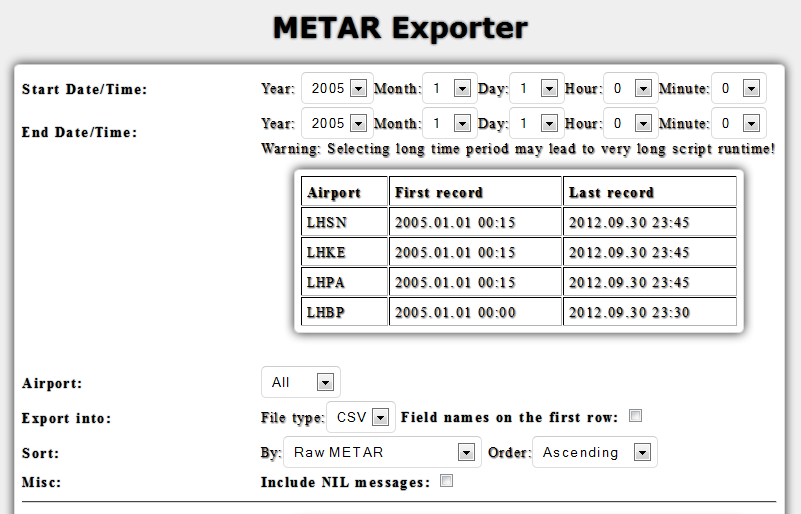 METAR Exporter
Start Date/Time: Year: 2005 Month: 1 Day: 1 Hour: 0 Minute: 0
End Date/Time: Year: 2005 Month: 1 Day: 1 Hour: 0 Minute: 0
Warning: Selecting long time period may lead to very long script runtime!
Airport First record Last record
LHSN 2005.01.01 00:15 2012.09.30 23:45
LHKE 2005.01.01 00:15 2012.09.30 23:45
LHPA 2005.01.01 00:15 2012.09.30 23:45
LHBP 2005.01.01 00:00 2012.09.30 23:30
Airport: All
Export into: File type: CSV Field names on the first row:
Sort: By: Raw METAR Order: Ascending
Misc: Include NIL messages: